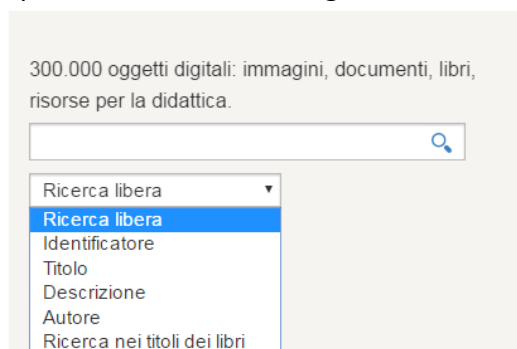 300.000 oggetti digitali: immagini, documenti, libri,
risorse per la didattica.
Ricerca libera
Ricerca libera
Identificatore
Titolo
Descrizione
Autore
Ricerca nei titoli dei libri